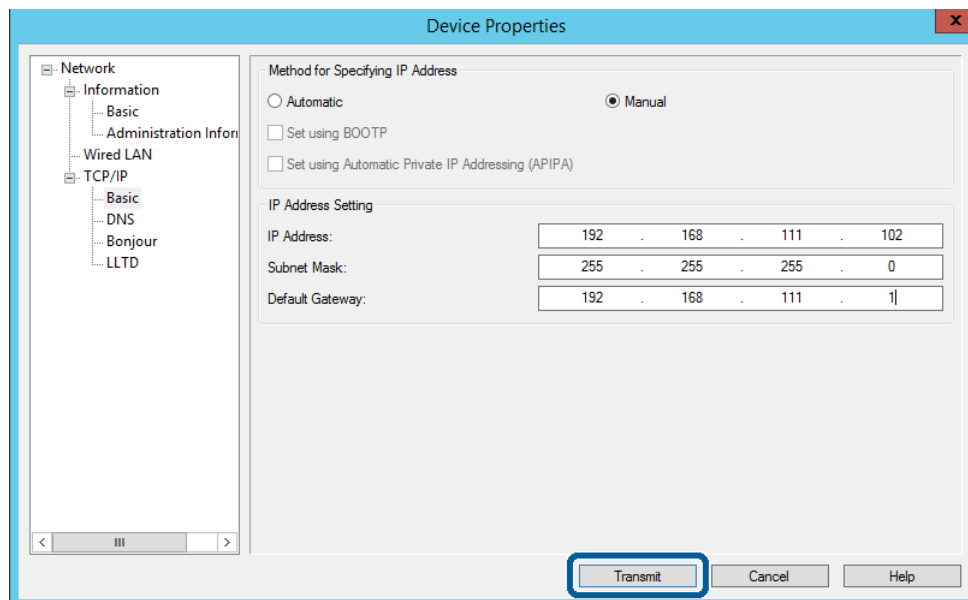 Device Properties
x
Network
Information
Basic
Administration Infor
Wired LAN
TCP/IP
Basic
DNS
Bonjour
LLTD
Method for Specifying IP Address
Automatic
Manual
Set using BOOTP
Set using Automatic Private IP Addressing (APIPA)
IP Address Setting
IP Address: 192 . 168 . 111 . 102
Subnet Mask: 255 . 255 . 255 . 0
Default Gateway: 192 . 168 . 111 . 1
Transmit
Cancel
Help